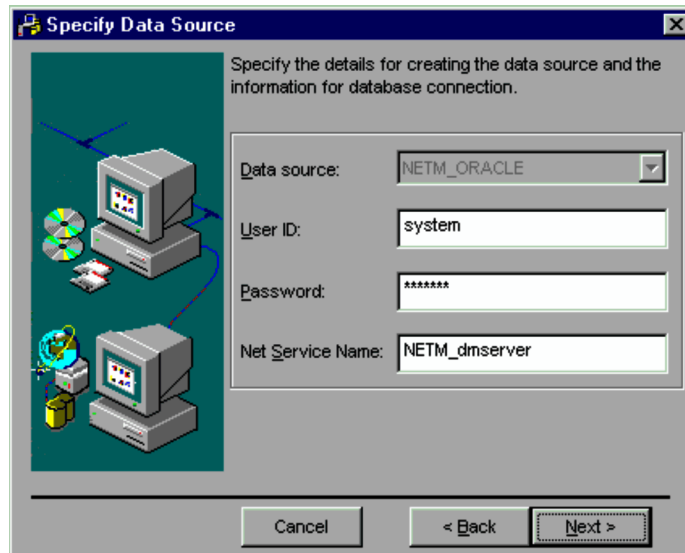 Specify Data Source
Specify the details for creating the data source and the
information for database connection.
Data source: NETM_ORACLE
User ID: system
Password: *******
Net Service Name: NETM_dmserver
Cancel < Back Next >